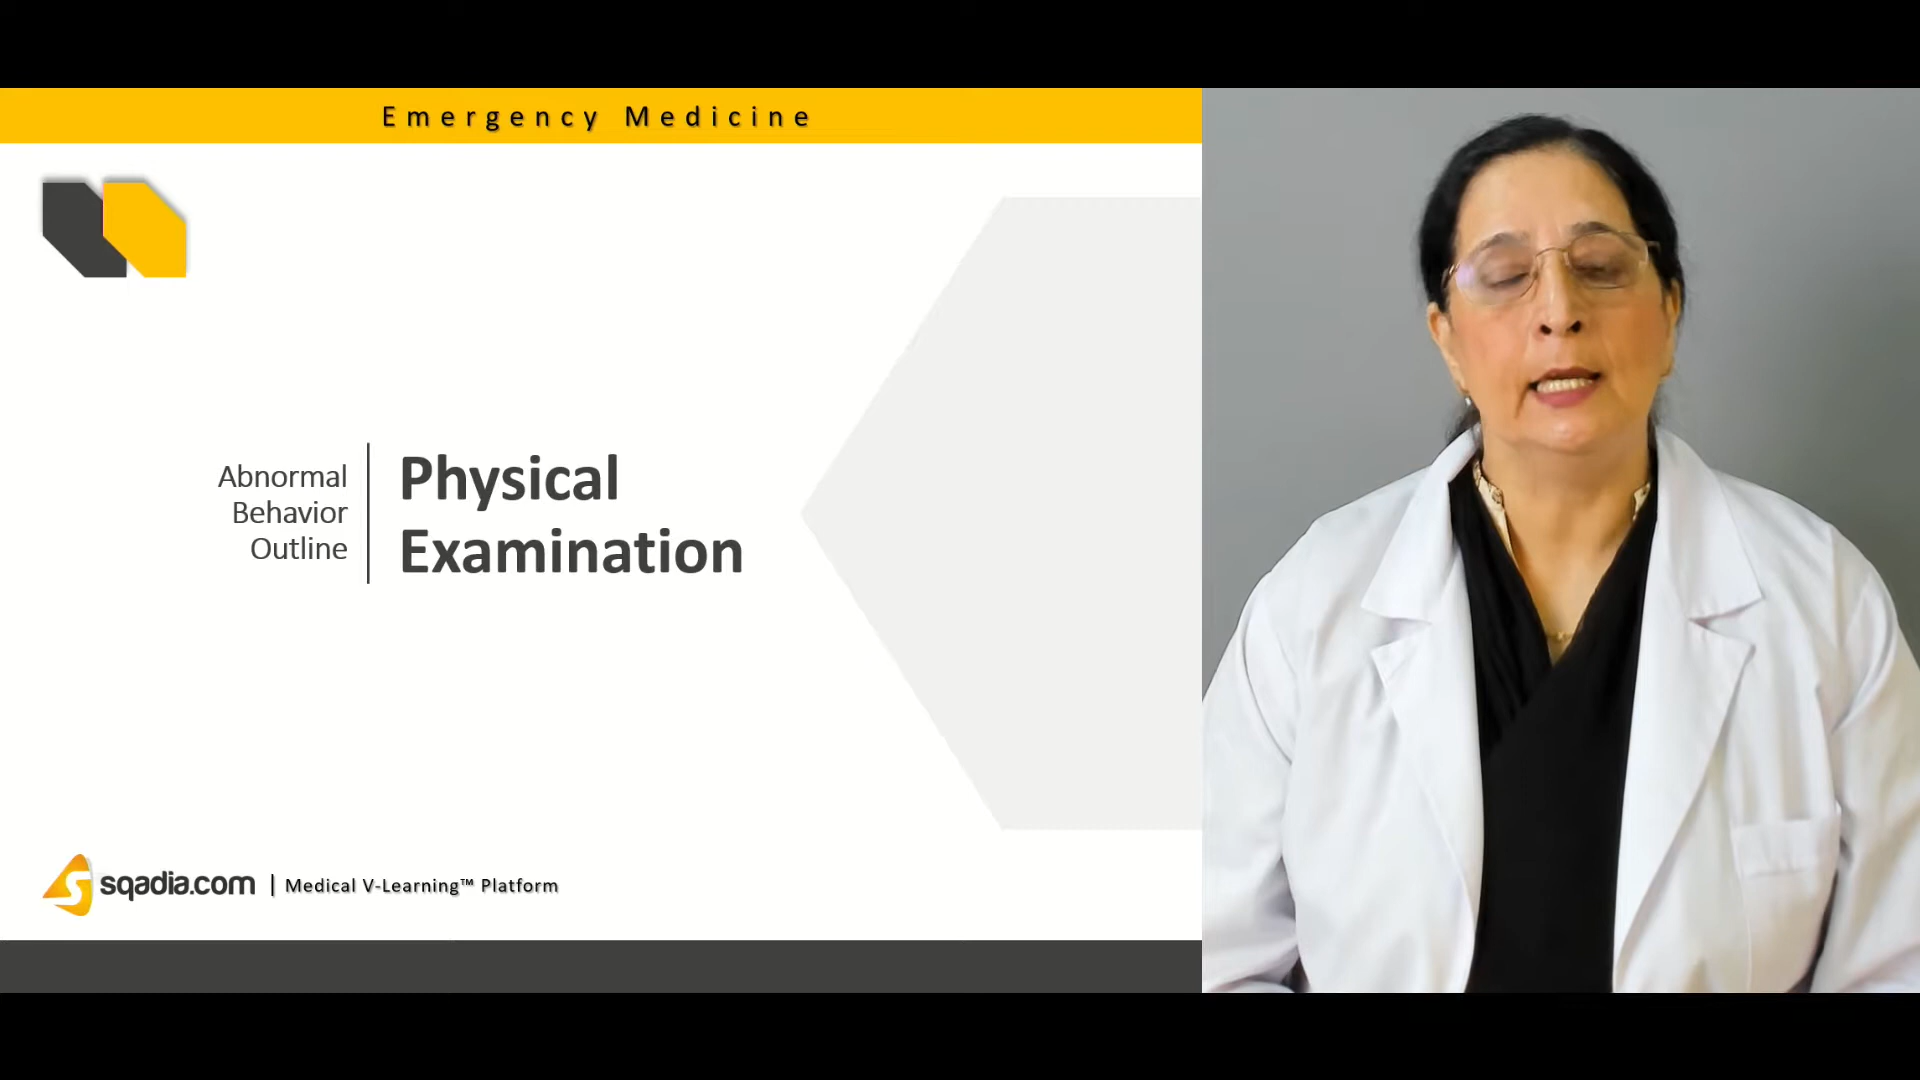 Emergency Medicine
Abnormal
Behavior
Outline
Physical
Examination
sqadia.com | Medical V-Learning™ Platform